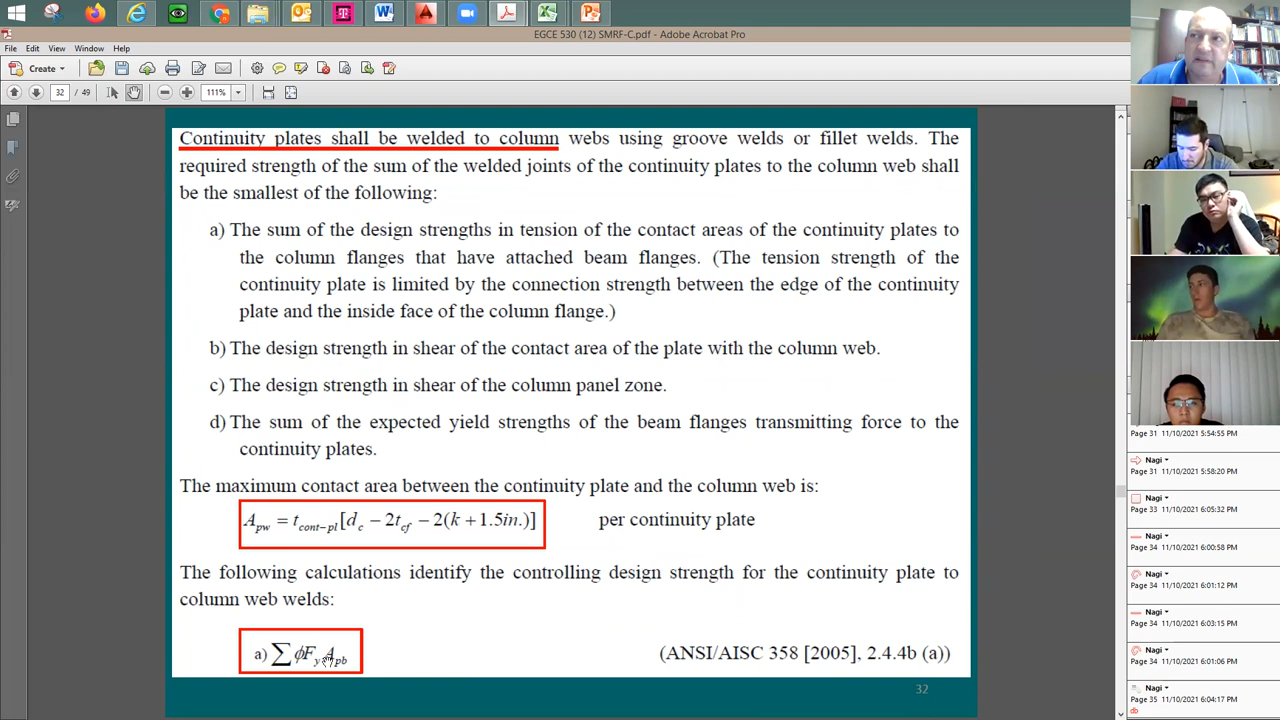 EGCE 530 (12) SMRF-C.pdf - Adobe Acrobat Pro
File Edit View Window Help
Create
32 / 49 111%
Continuity plates shall be welded to column webs using groove welds or fillet welds. The
required strength of the sum of the welded joints of the continuity plates to the column web shall
be the smallest of the following:
a) The sum of the design strengths in tension of the contact areas of the continuity plates to
the column flanges that have attached beam flanges. (The tension strength of the
continuity plate is limited by the connection strength between the edge of the continuity
plate and the inside face of the column flange.)
b) The design strength in shear of the contact area of the plate with the column web.
c) The design strength in shear of the column panel zone.
d) The sum of the expected yield strengths of the beam flanges transmitting force to the
continuity plates.
The maximum contact area between the continuity plate and the column web is:
A_pw = t_cont-pl [d_c − 2t_cf − 2(k + 1.5in.)] per continuity plate
The following calculations identify the controlling design strength for the continuity plate to
column web welds:
a) ∑ϕF_y A_pb (ANSI/AISC 358 [2005], 2.4.4b (a))
32
Page 31 11/10/2021 5:54:55 PM
Nagi
Page 31 11/10/2021 5:58:20 PM
Nagi
Page 33 11/10/2021 6:05:32 PM
Nagi
Page 34 11/10/2021 6:00:58 PM
Nagi
Page 34 11/10/2021 6:01:12 PM
Nagi
Page 34 11/10/2021 6:03:15 PM
Nagi
Page 34 11/10/2021 6:01:06 PM
Nagi
Page 35 11/10/2021 6:04:17 PM
db